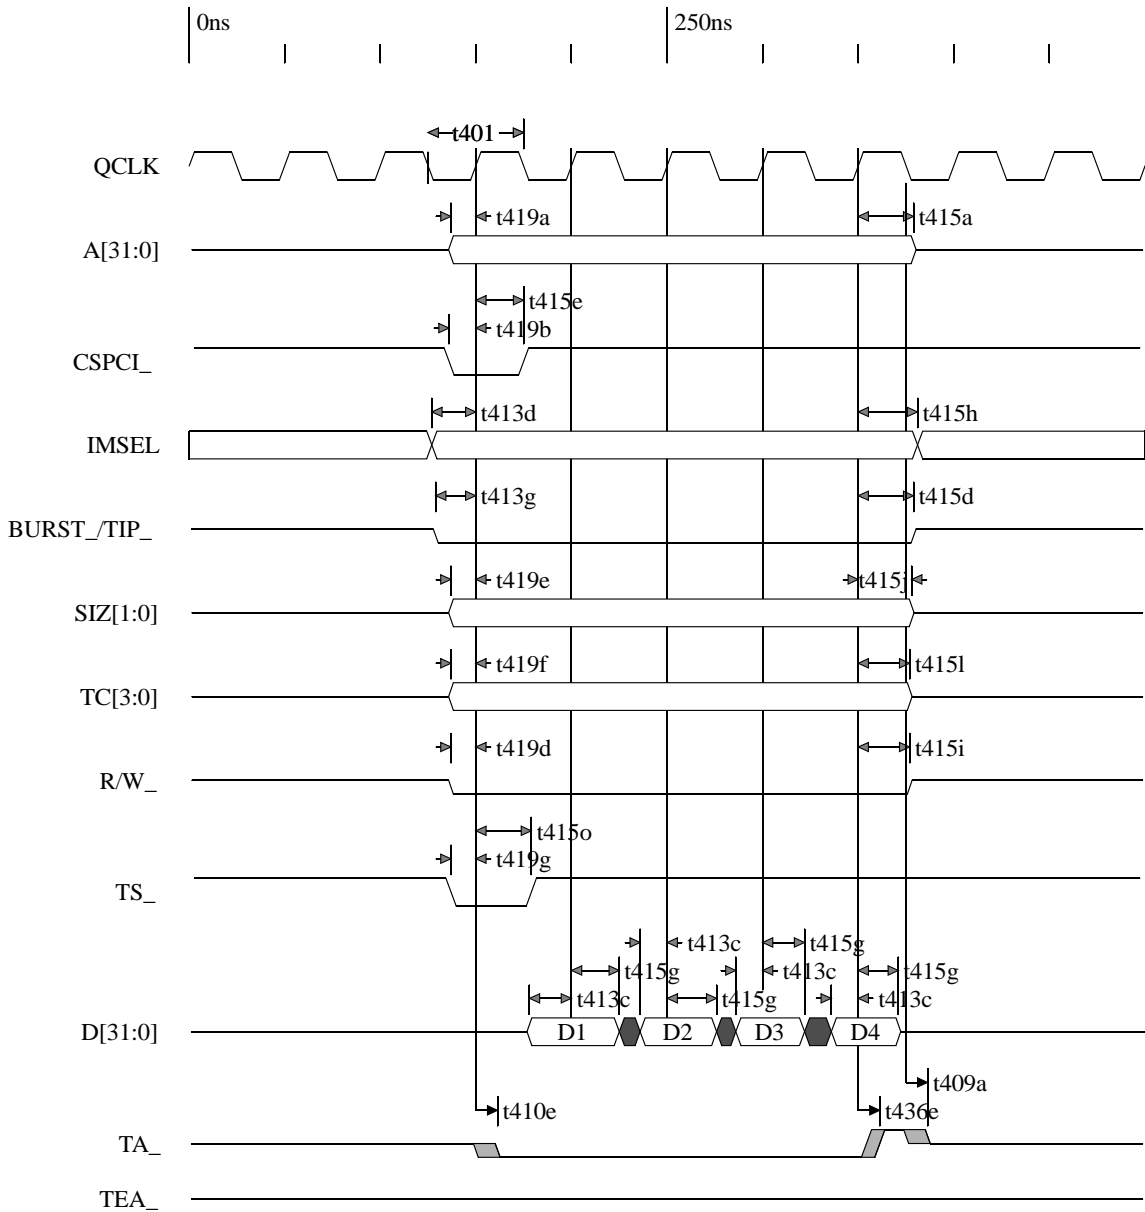 0ns 250ns
t401
QCLK
t419a t415a
A[31:0]
t415e
t419b
CSPCI_
t413d t415h
IMSEL
t413g t415d
BURST_/TIP_
t419e t415j
SIZ[1:0]
t419f t415l
TC[3:0]
t419d t415i
R/W_
t415o
t419g
TS_
t413c t415g
t415g t413c t415g
t413c t415g t413c
D[31:0] D1 D2 D3 D4
t409a
t410e t436e
TA_
TEA_